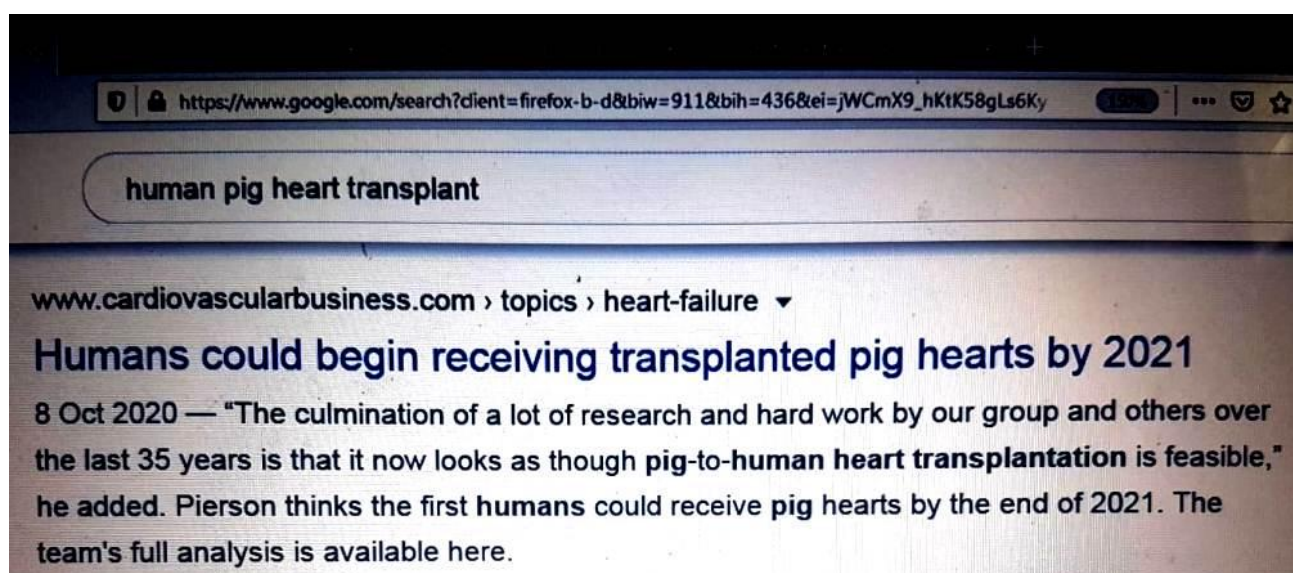 https://www.google.com/search?client=firefox-b-d&biw=911&bih=436&ei=jWCmX9_hKtK58gLs6Ky
human pig heart transplant
www.cardiovascularbusiness.com › topics › heart-failure
Humans could begin receiving transplanted pig hearts by 2021
8 Oct 2020 — "The culmination of a lot of research and hard work by our group and others over
the last 35 years is that it now looks as though pig-to-human heart transplantation is feasible,"
he added. Pierson thinks the first humans could receive pig hearts by the end of 2021. The
team's full analysis is available here.